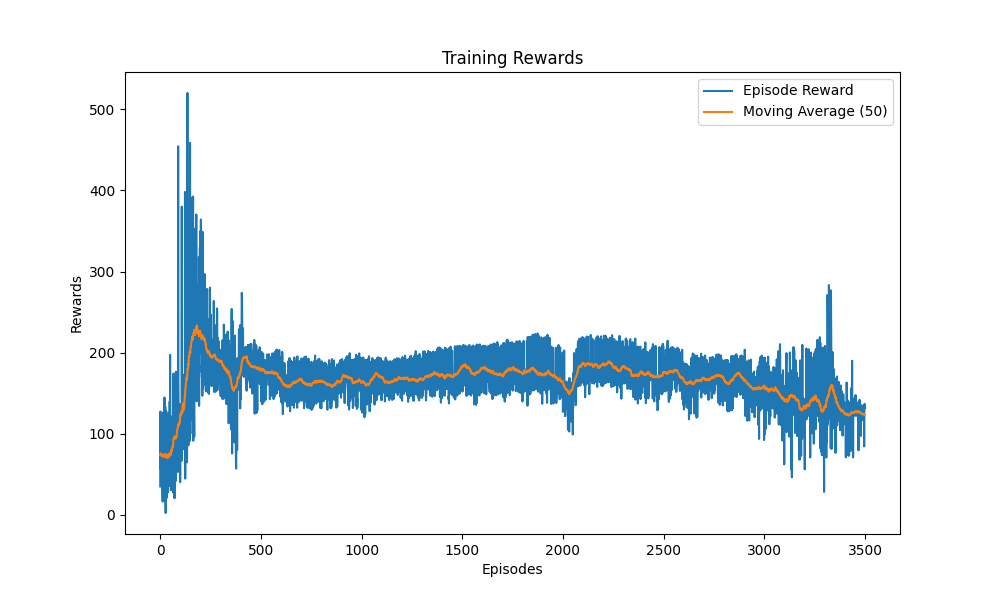 Training Rewards
Episode Reward
Moving Average (50)
Rewards
500
400
300
200
100
0
0 500 1000 1500 2000 2500 3000 3500
Episodes